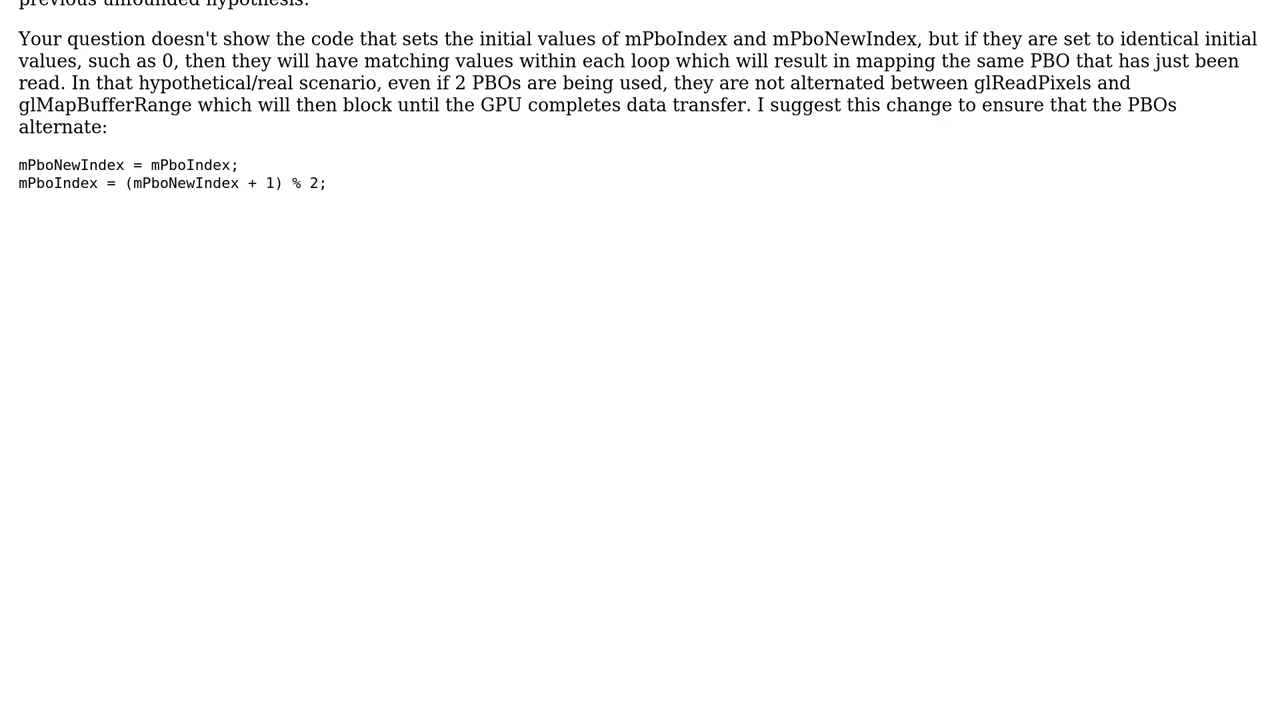 previous unfounded hypothesis.
Your question doesn't show the code that sets the initial values of mPboIndex and mPboNewIndex, but if they are set to identical initial
values, such as 0, then they will have matching values within each loop which will result in mapping the same PBO that has just been
read. In that hypothetical/real scenario, even if 2 PBOs are being used, they are not alternated between glReadPixels and
glMapBufferRange which will then block until the GPU completes data transfer. I suggest this change to ensure that the PBOs
alternate:
mPboNewIndex = mPboIndex;
mPboIndex = (mPboNewIndex + 1) % 2;